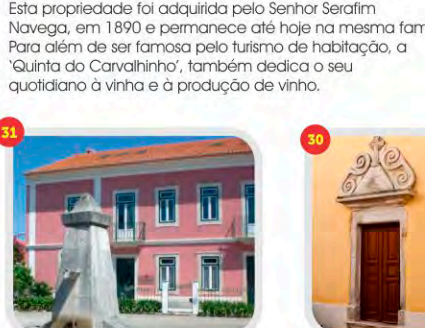 Esta propriedade foi adquirida pelo Senhor Serafim
Navega, em 1890 e permanece até hoje na mesma fam
Para além de ser famosa pelo turismo de habitação, a
‘Quinta do Carvalhinho’, também dedica o seu
quotidiano à vinha e à produção de vinho.
31
30